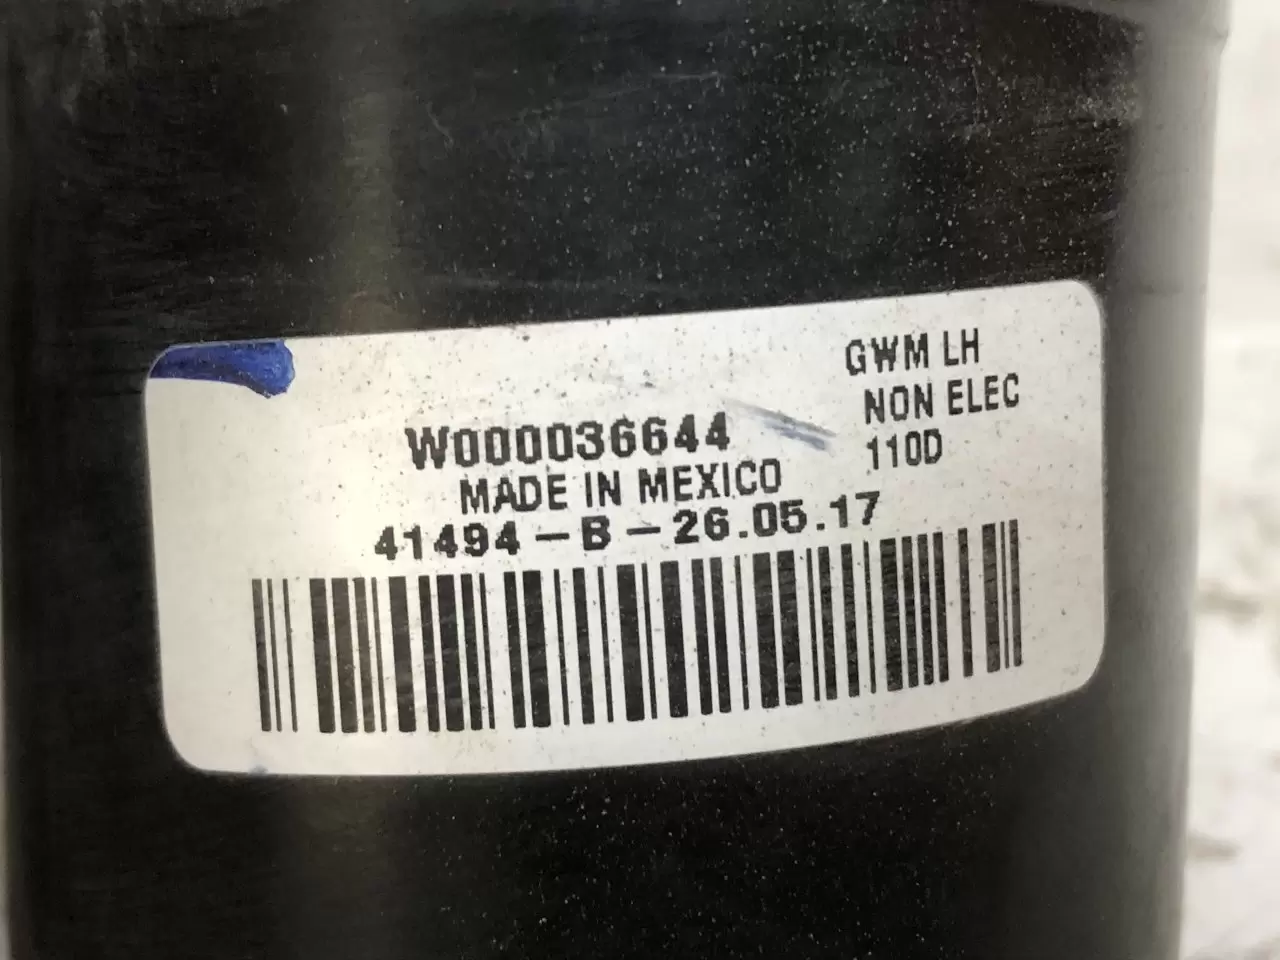 GWM LH
NON ELEC
110D
W000036644
MADE IN MEXICO
41494-B-26.05.17